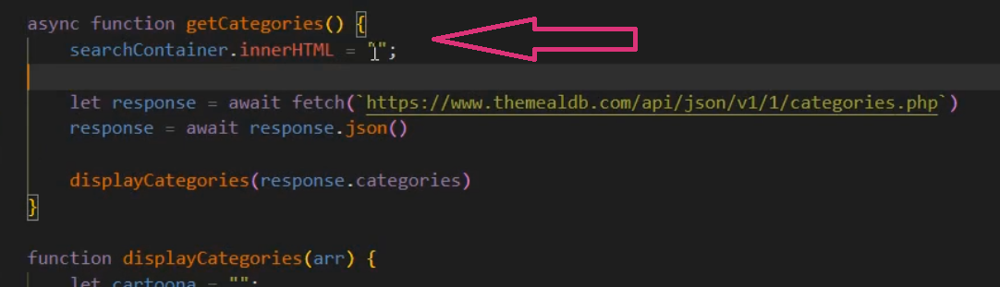 async function getCategories() {
searchContainer.innerHTML = "";
let response = await fetch(`https://www.themealdb.com/api/json/v1/1/categories.php`)
response = await response.json()
displayCategories(response.categories)
}
function displayCategories(arr) {
let cartoona = "";